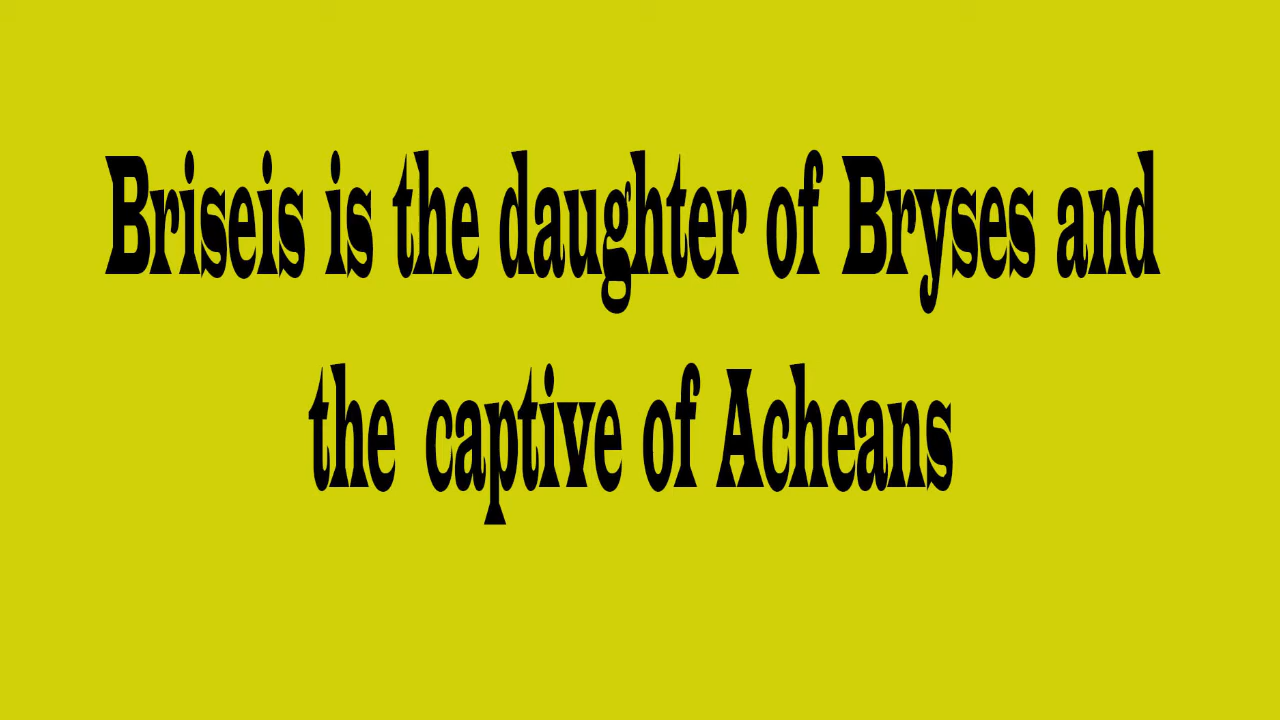 Briseis is the daughter of Bryses and
the captive of Acheans